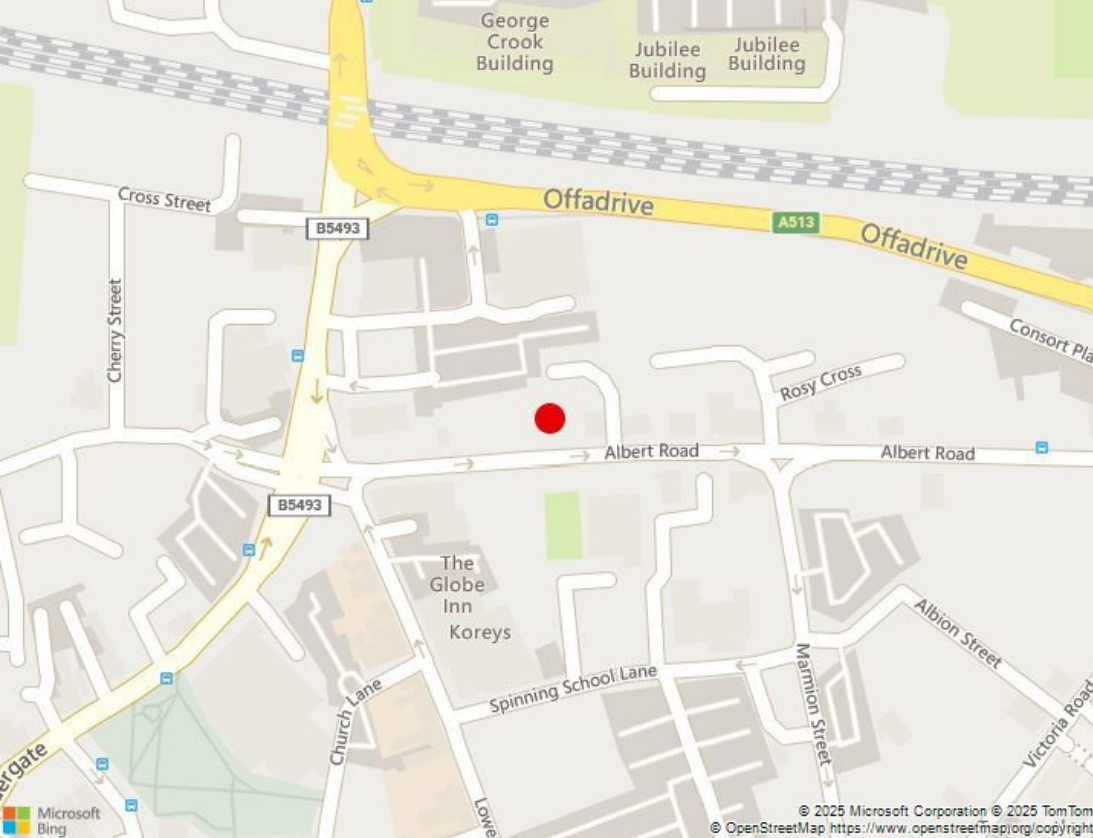 George
Crook
Building
Jubilee
Building
Jubilee
Building
Cross Street
B5493
Offadrive
A513
Offadrive
Cherry Street
Consort Pla
Rosy Cross
Albert Road
Albert Road
B5493
The
Globe
Inn
Koreys
Albion Street
Spinning School Lane
Marmion Street
Church Lane
Victoria Road
ergate
Lowe
Microsoft
Bing
© 2025 Microsoft Corporation © 2025 TomTom
© OpenStreetMap https://www.openstreetmap.org/copyright